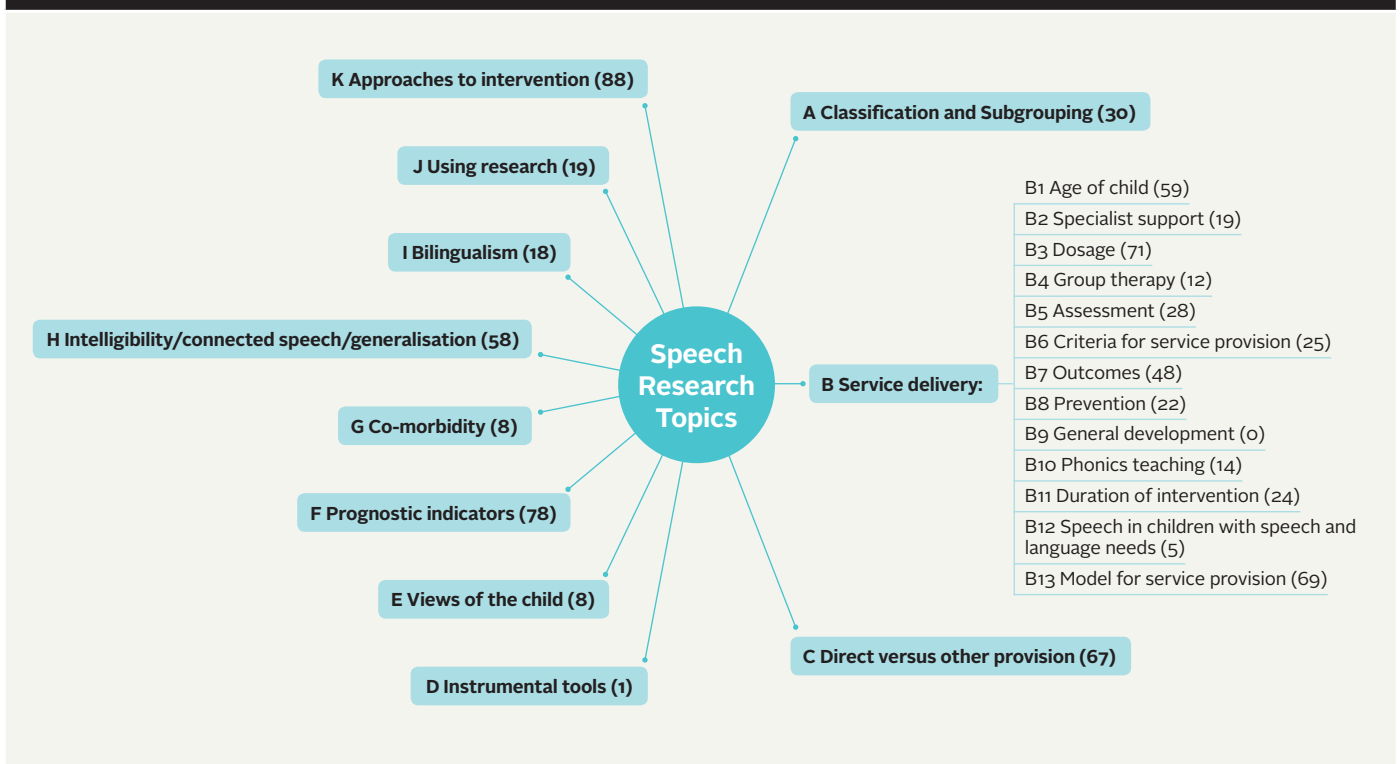 Speech
Research
Topics
A Classification and Subgrouping (30)
B Service delivery:
B1 Age of child (59)
B2 Specialist support (19)
B3 Dosage (71)
B4 Group therapy (12)
B5 Assessment (28)
B6 Criteria for service provision (25)
B7 Outcomes (48)
B8 Prevention (22)
B9 General development (0)
B10 Phonics teaching (14)
B11 Duration of intervention (24)
B12 Speech in children with speech and
language needs (5)
B13 Model for service provision (69)
C Direct versus other provision (67)
D Instrumental tools (1)
E Views of the child (8)
F Prognostic indicators (78)
G Co-morbidity (8)
H Intelligibility/connected speech/generalisation (58)
I Bilingualism (18)
J Using research (19)
K Approaches to intervention (88)